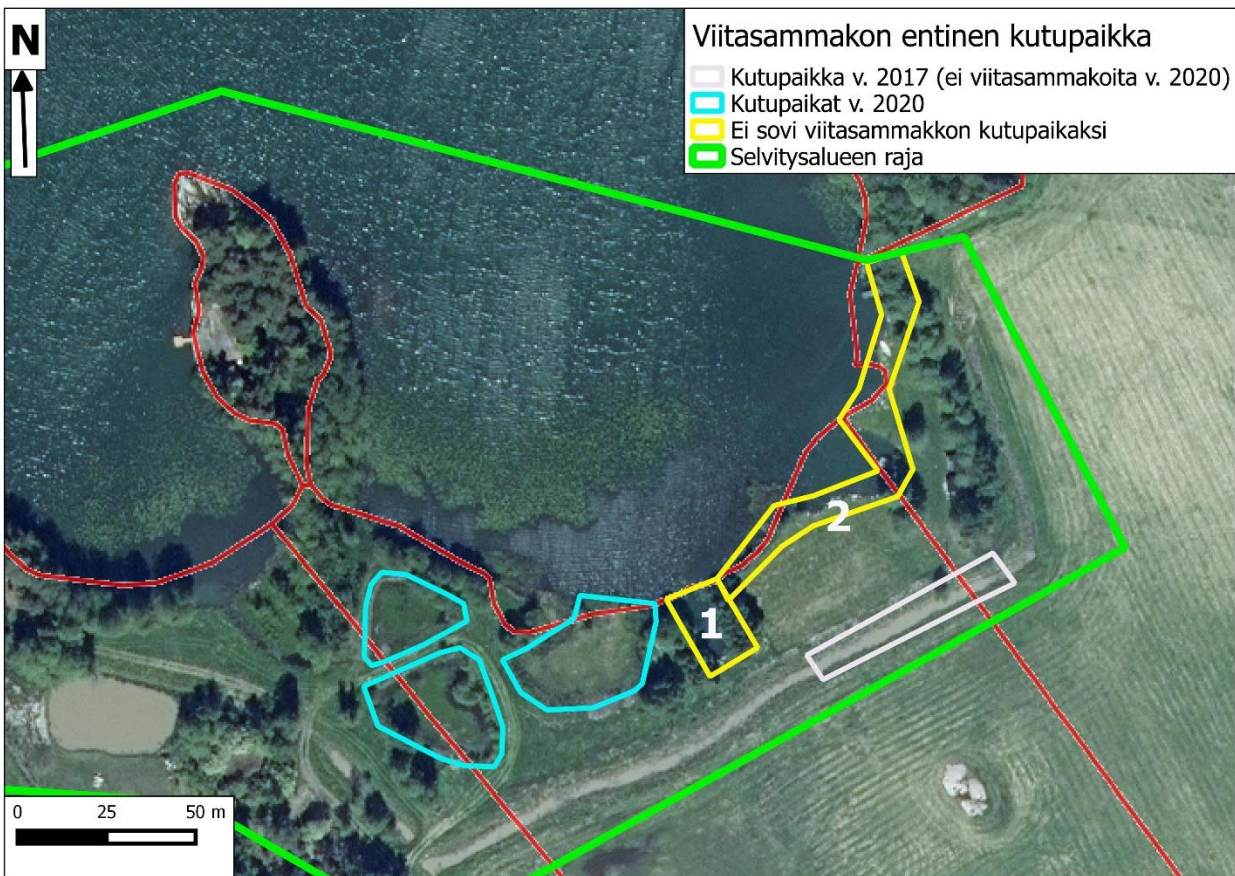 N
Viitasammakon entinen kutupaikka
Kutupaikka v. 2017 (ei viitasammakoita v. 2020)
Kutupaikat v. 2020
Ei sovi viitasammakkon kutupaikaksi
Selvitysalueen raja
2
1
0 25 50 m